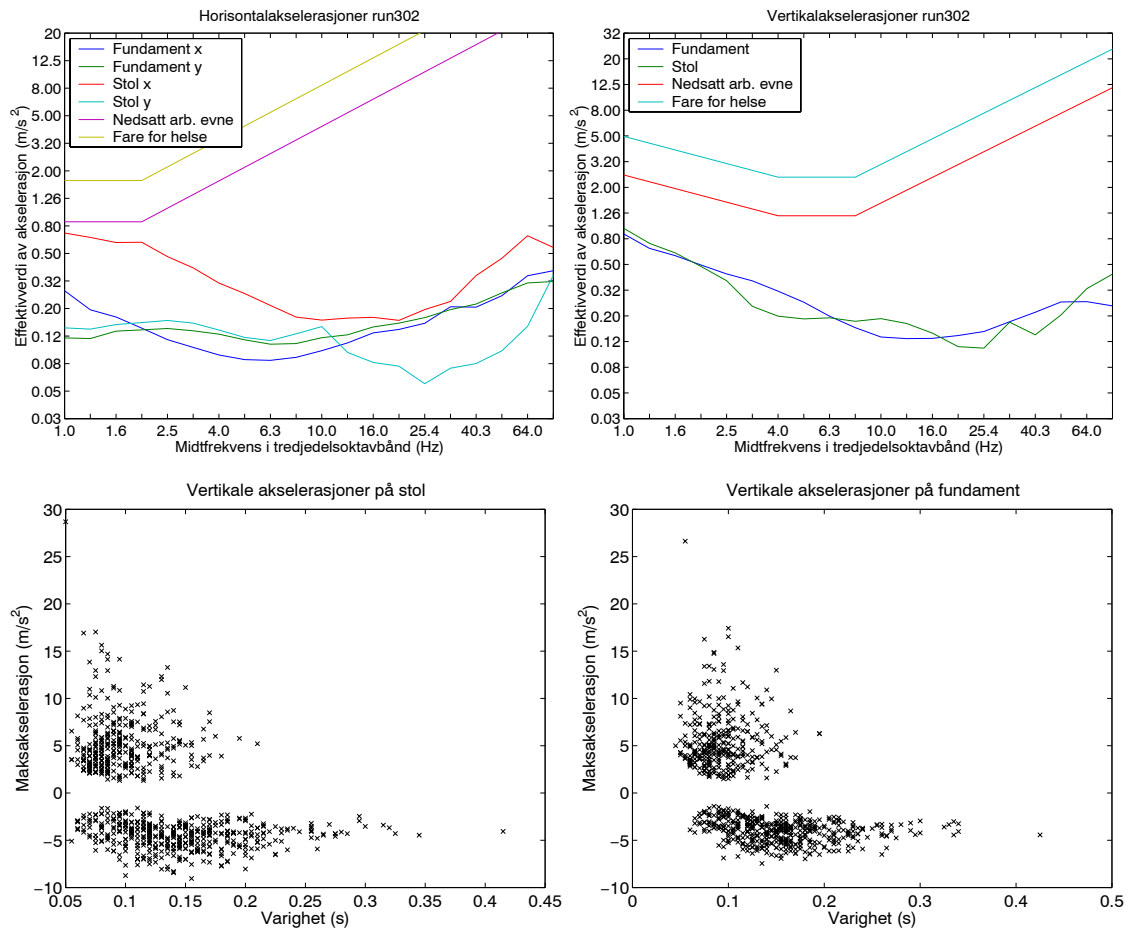 Horisontalakselerasjoner run302
Effektivverdi av akselerasjon (m/s²)
20
12.5
8.00
5.00
3.20
2.00
1.26
0.80
0.50
0.32
0.20
0.12
0.08
0.05
0.03
Fundament x
Fundament y
Stol x
Stol y
Nedsatt arb. evne
Fare for helse
1.0 1.6 2.5 4.0 6.3 10.0 16.0 25.4 40.3 64.0
Midtfrekvens i tredjedelsoktavbånd (Hz)
Vertikalakselerasjoner run302
Effektivverdi av akselerasjon (m/s²)
32
20
12.5
8.00
5.00
3.20
2.00
1.26
0.80
0.50
0.32
0.20
0.12
0.08
0.05
0.03
Fundament
Stol
Nedsatt arb. evne
Fare for helse
1.0 1.6 2.5 4.0 6.3 10.0 16.0 25.4 40.3 64.0
Midtfrekvens i tredjedelsoktavbånd (Hz)
Vertikale akselerasjoner på stol
Maksakselerasjon (m/s²)
30
25
20
15
10
5
0
−5
−10
0.05 0.1 0.15 0.2 0.25 0.3 0.35 0.4 0.45
Varighet (s)
Vertikale akselerasjoner på fundament
Maksakselerasjon (m/s²)
30
25
20
15
10
5
0
−5
−10
0 0.1 0.2 0.3 0.4 0.5
Varighet (s)